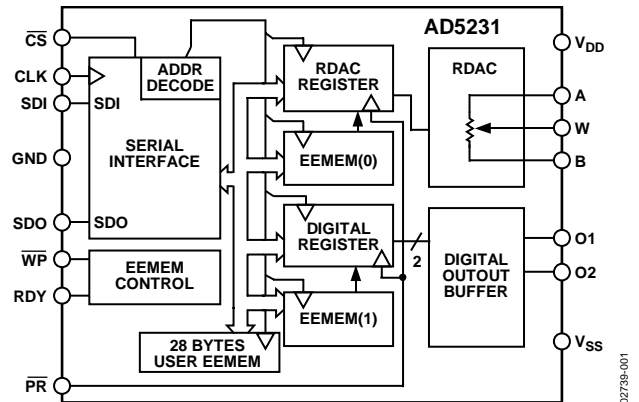 AD5231
CS
CLK
SDI
GND
SDO
WP
RDY
PR
ADDR
DECODE
SDI
SERIAL
INTERFACE
SDO
EEMEM
CONTROL
28 BYTES
USER EEMEM
RDAC
REGISTER
EEMEM(0)
DIGITAL
REGISTER
EEMEM(1)
2
RDAC
DIGITAL
OUTOUT
BUFFER
VDD
A
W
B
O1
O2
VSS
02739-001